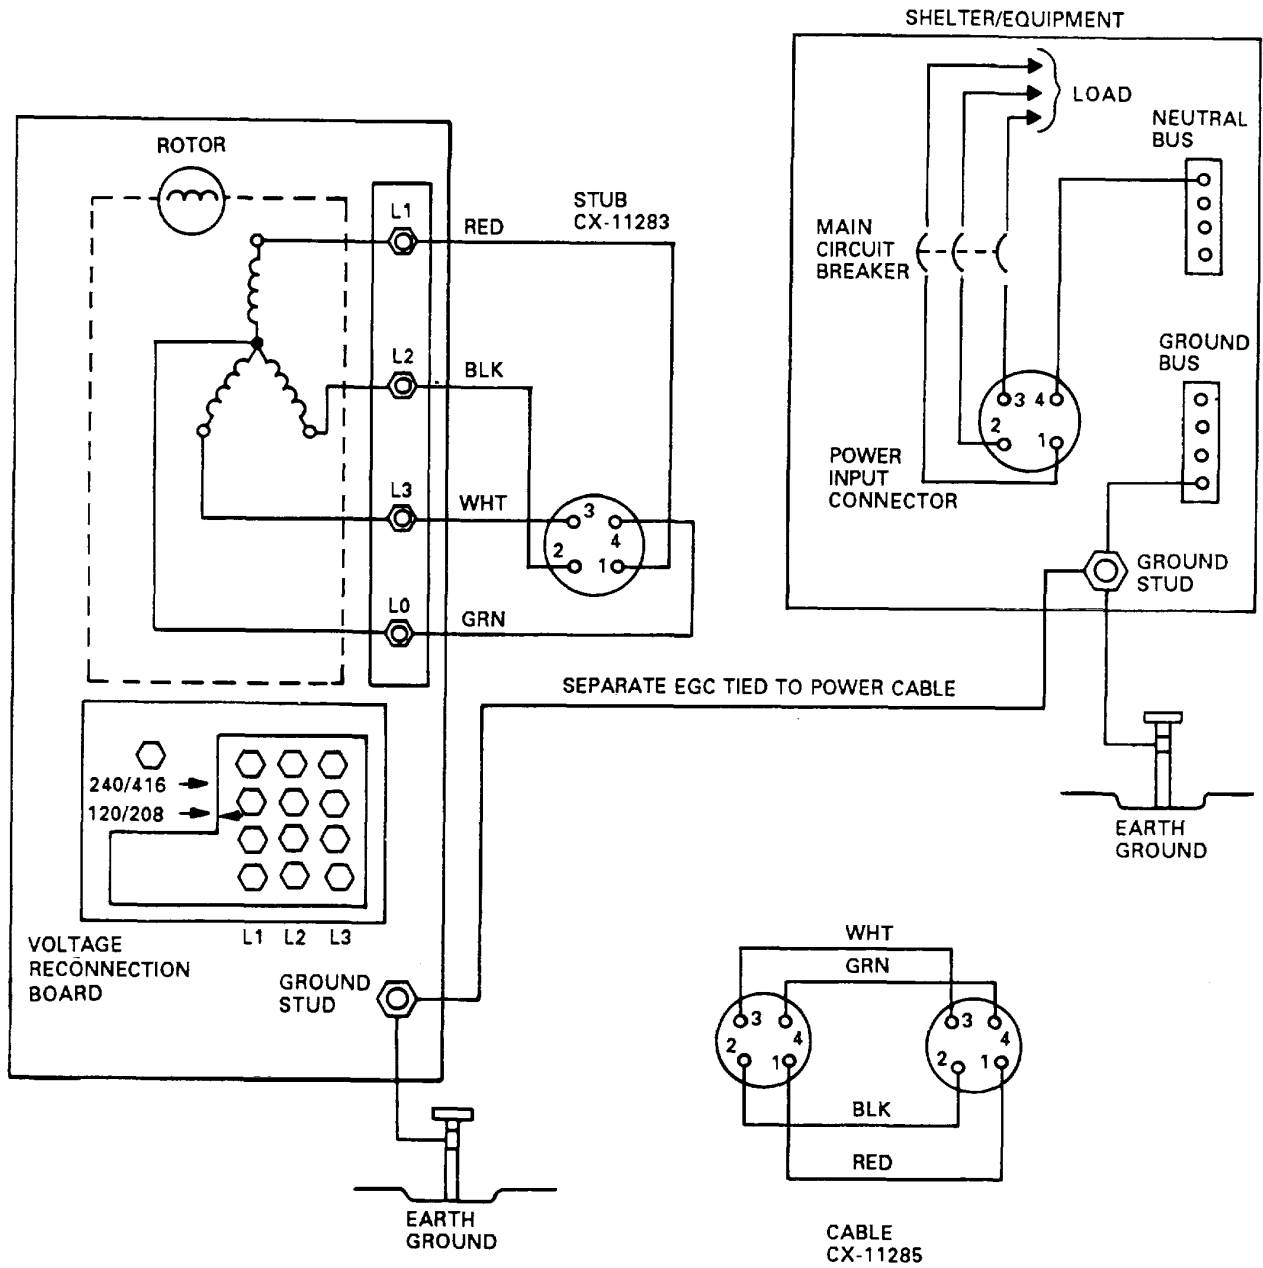 SHELTER/EQUIPMENT
LOAD
NEUTRAL
BUS
MAIN
CIRCUIT
BREAKER
GROUND
BUS
3 4
2 1
POWER
INPUT
CONNECTOR
GROUND
STUD
EARTH
GROUND
ROTOR
STUB
CX-11283
L1
RED
L2
BLK
L3
WHT
3
4
2
1
L0
GRN
SEPARATE EGC TIED TO POWER CABLE
240/416
120/208
L1 L2 L3
VOLTAGE
RECONNECTION
BOARD
GROUND
STUD
EARTH
GROUND
WHT
GRN
3
4
2
1
3
4
2
1
BLK
RED
CABLE
CX-11285